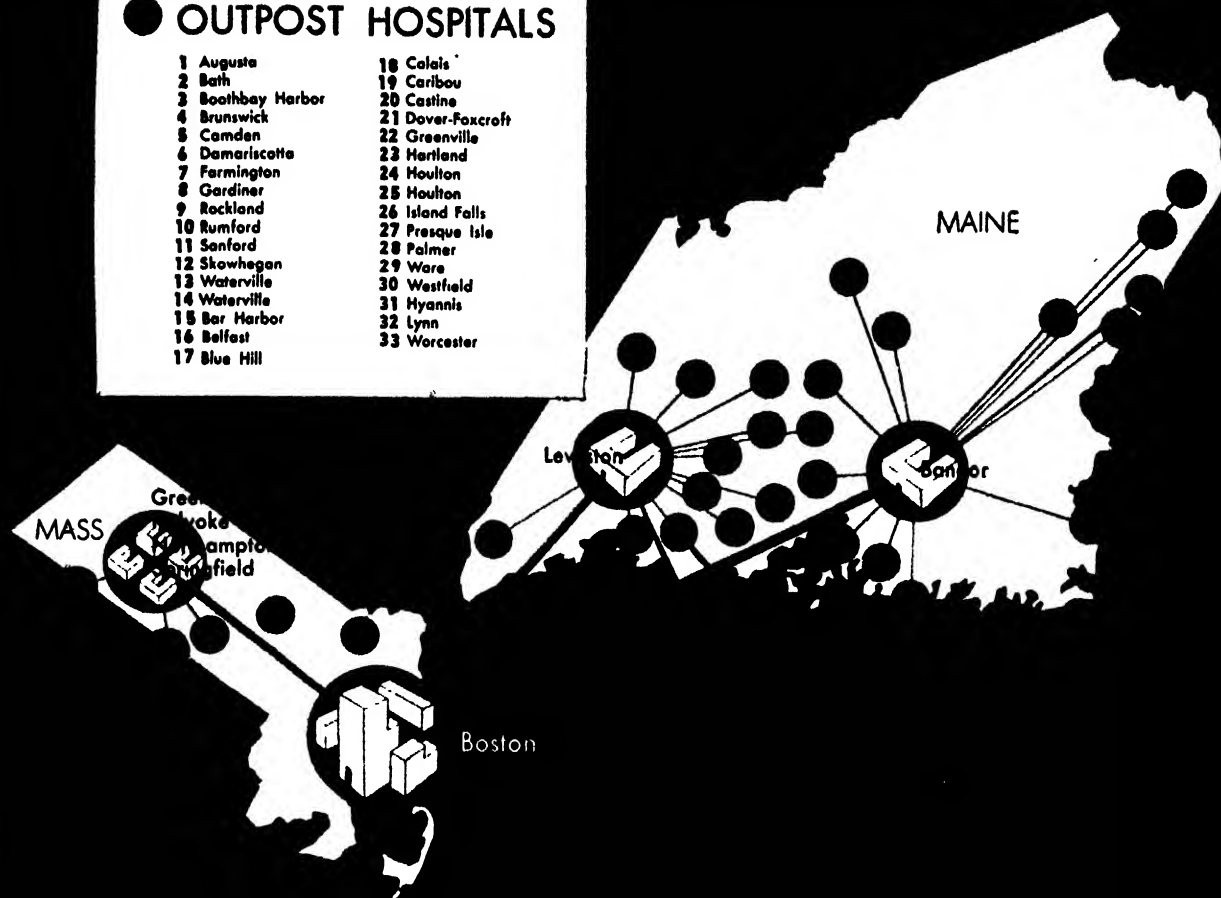 OUTPOST HOSPITALS
1 Augusta
2 Bath
3 Boothbay Harbor
4 Brunswick
5 Camden
6 Damariscotta
7 Farmington
8 Gardiner
9 Rockland
10 Rumford
11 Sanford
12 Skowhegan
13 Waterville
14 Waterville
15 Bar Harbor
16 Belfast
17 Blue Hill
18 Calais
19 Caribou
20 Castine
21 Dover-Foxcroft
22 Greenville
23 Hartland
24 Houlton
25 Houlton
26 Island Falls
27 Presque Isle
28 Palmer
29 Ware
30 Westfield
31 Hyannis
32 Lynn
33 Worcester
MAINE
Lewiston
Bangor
MASS
Boston